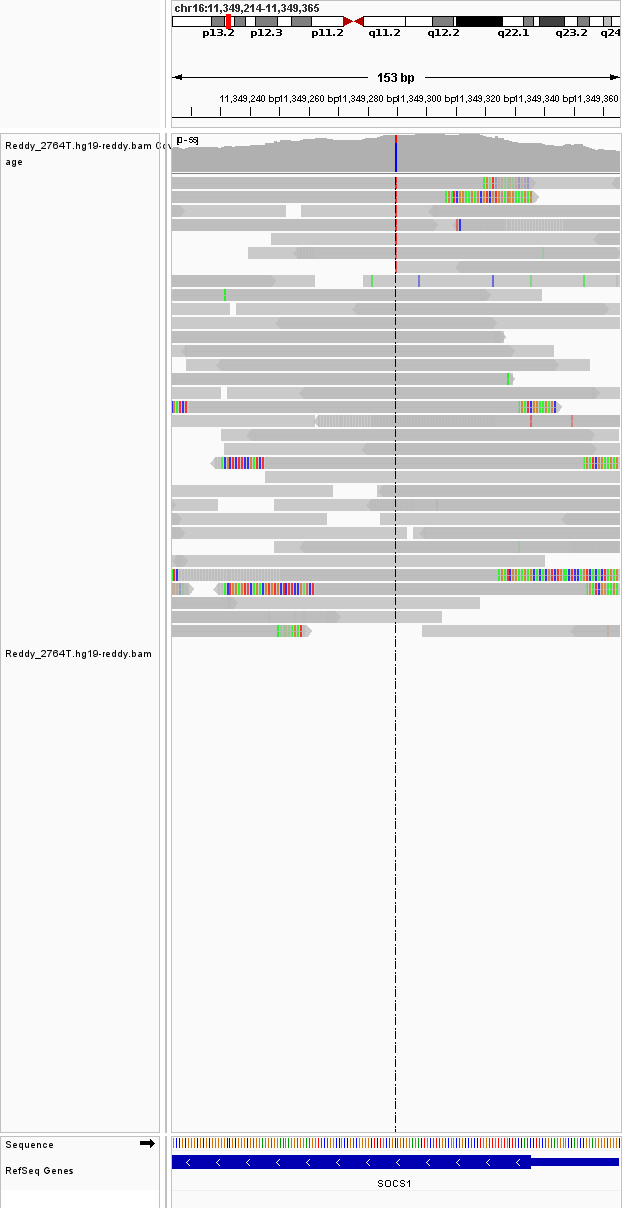 chr16:11,349,214-11,349,365
p13.2 p12.3 p11.2 q11.2 q12.2 q22.1 q23.2 q24
153 bp
11,349,240 bp 11,349,260 bp 11,349,280 bp 11,349,300 bp 11,349,320 bp 11,349,340 bp 11,349,360
Reddy_2764T.hg19-reddy.bam Cov
age
Reddy_2764T.hg19-reddy.bam
Sequence
RefSeq Genes
SOCS1